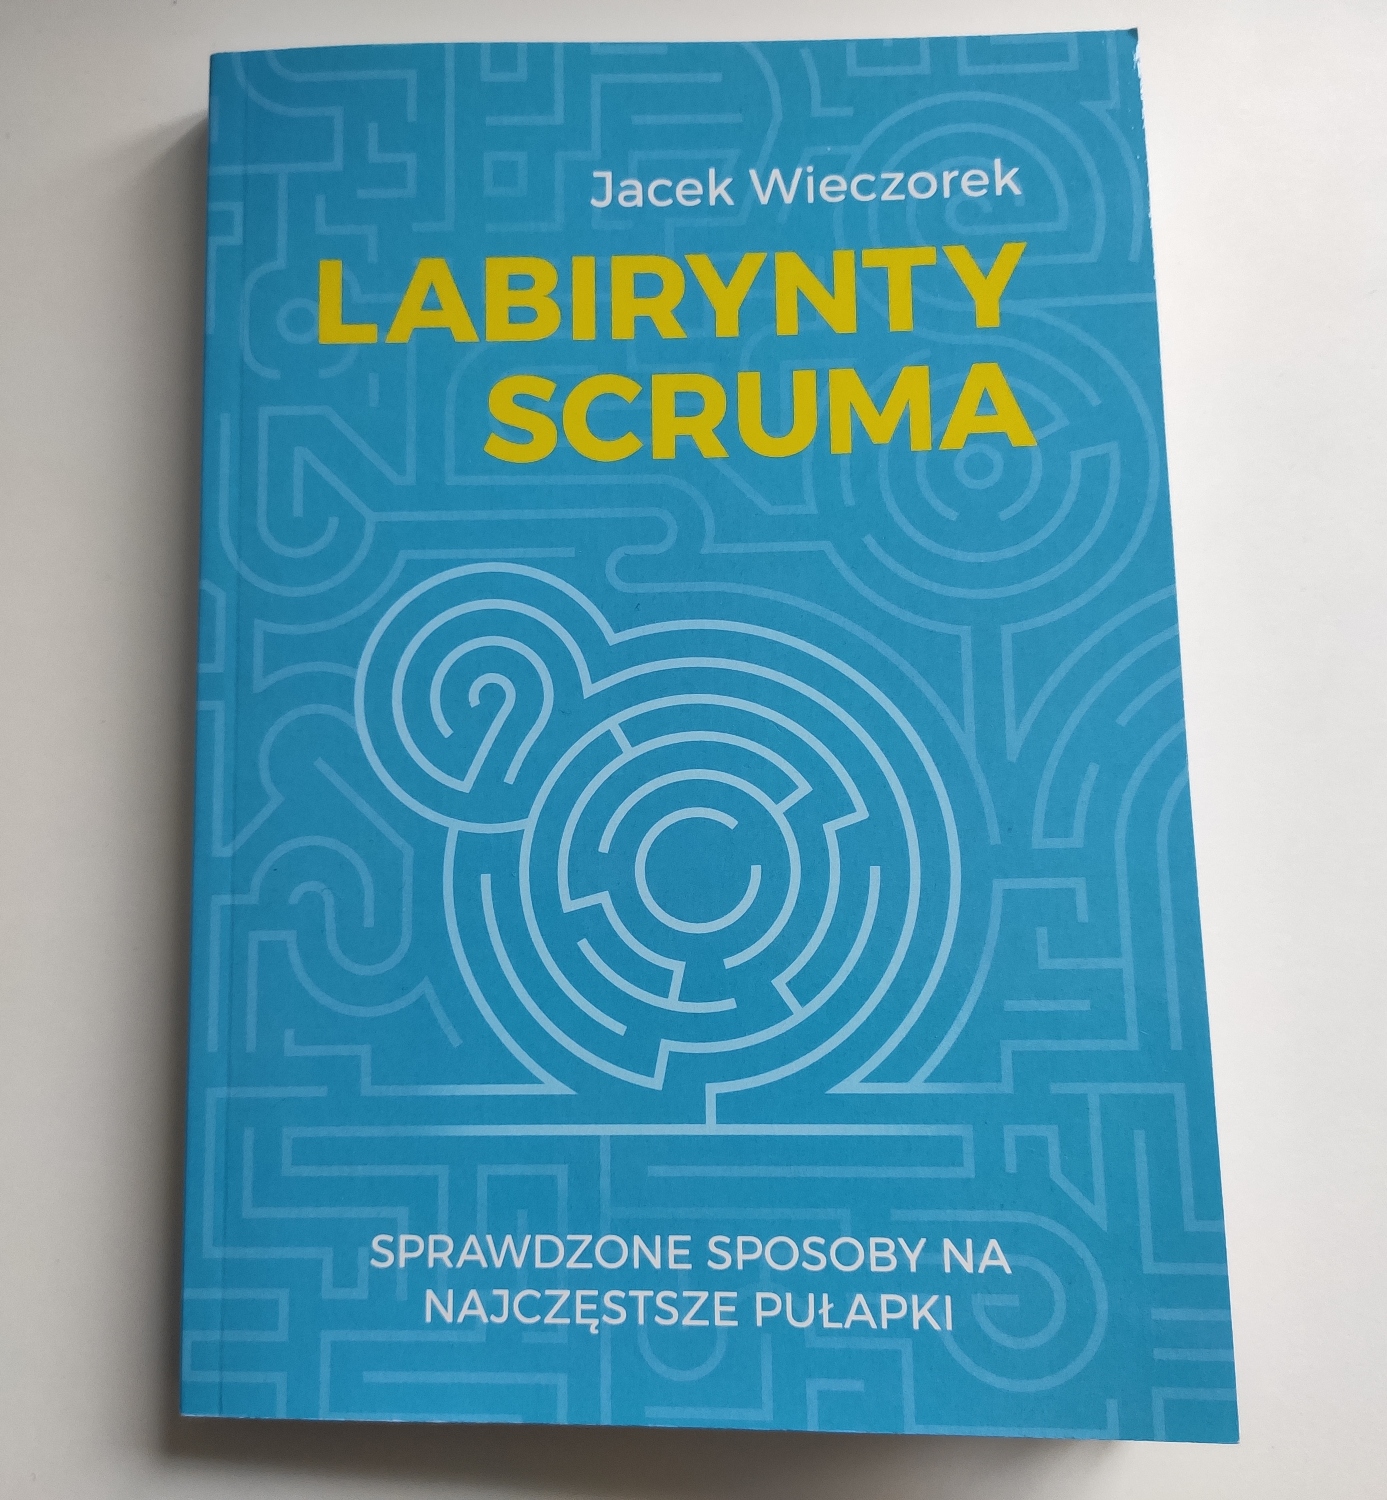 Jacek Wieczorek
LABIRYNTY
SCRUMA
SPRAWDZONE SPOSOBY NA
NAJCZĘSTSZE PUŁAPKI